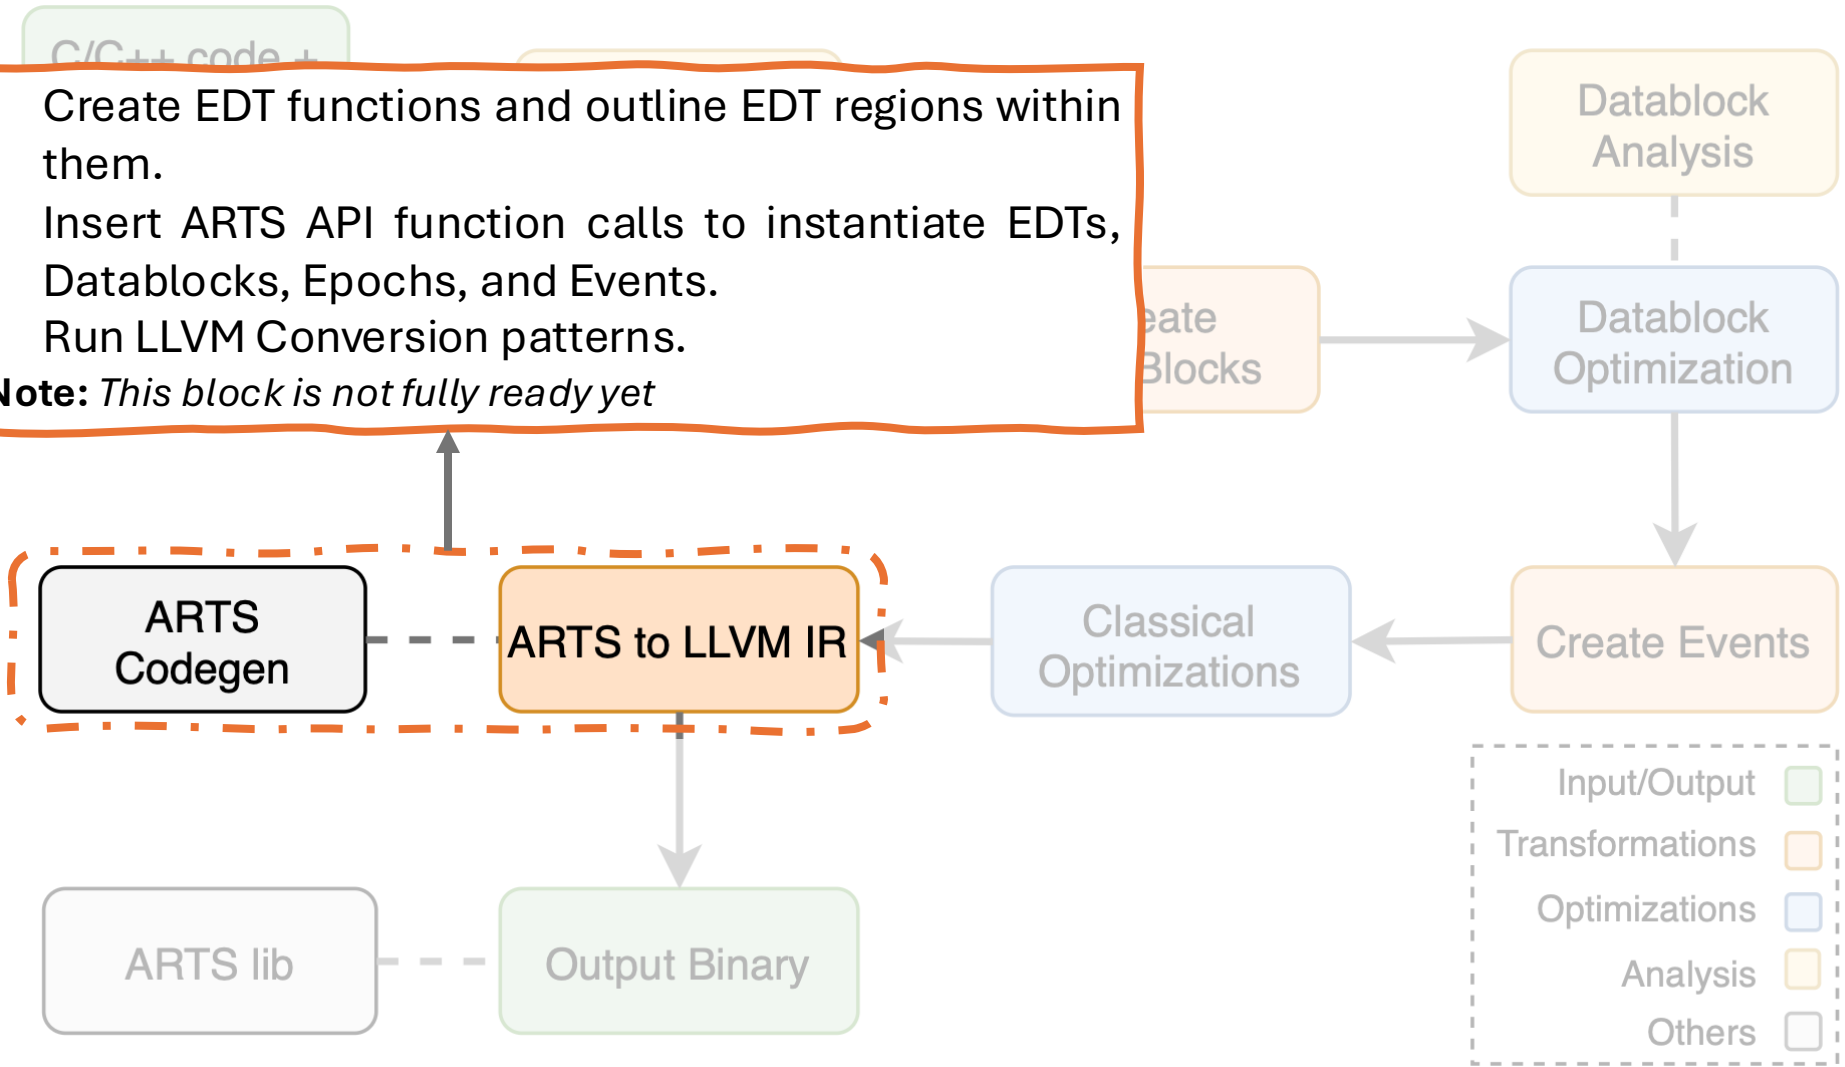 C/C++ code +
Create EDT functions and outline EDT regions within
them.
Insert ARTS API function calls to instantiate EDTs,
Datablocks, Epochs, and Events.
Run LLVM Conversion patterns.
Note: This block is not fully ready yet
Datablock
Analysis
eate
Blocks
Datablock
Optimization
ARTS
Codegen
ARTS to LLVM IR
Classical
Optimizations
Create Events
ARTS lib
Output Binary
Input/Output
Transformations
Optimizations
Analysis
Others